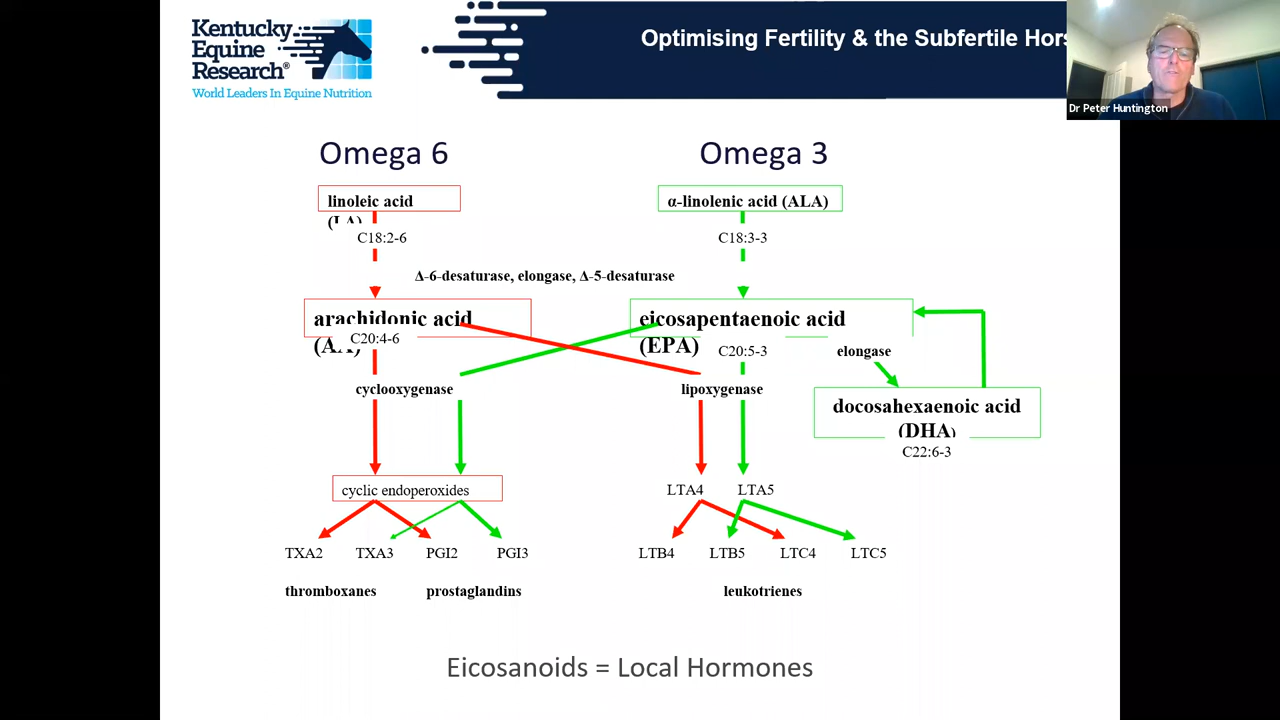 Kentucky
Equine
Research®
World Leaders In Equine Nutrition
Optimising Fertility & the Subfertile
Dr Peter Huntington
Omega 6
Omega 3
linoleic acid
(LA)
α-linolenic acid (ALA)
C18:2-6
C18:3-3
Δ-6-desaturase, elongase, Δ-5-desaturase
arachidonic acid
(AA)
C20:4-6
eicosapentaenoic acid
(EPA)
C20:5-3
elongase
cyclooxygenase
lipoxygenase
docosahexaenoic acid
(DHA)
C22:6-3
cyclic endoperoxides
LTA4
LTA5
TXA2
TXA3
PGI2
PGI3
LTB4
LTB5
LTC4
LTC5
thromboxanes
prostaglandins
leukotrienes
Eicosanoids = Local Hormones